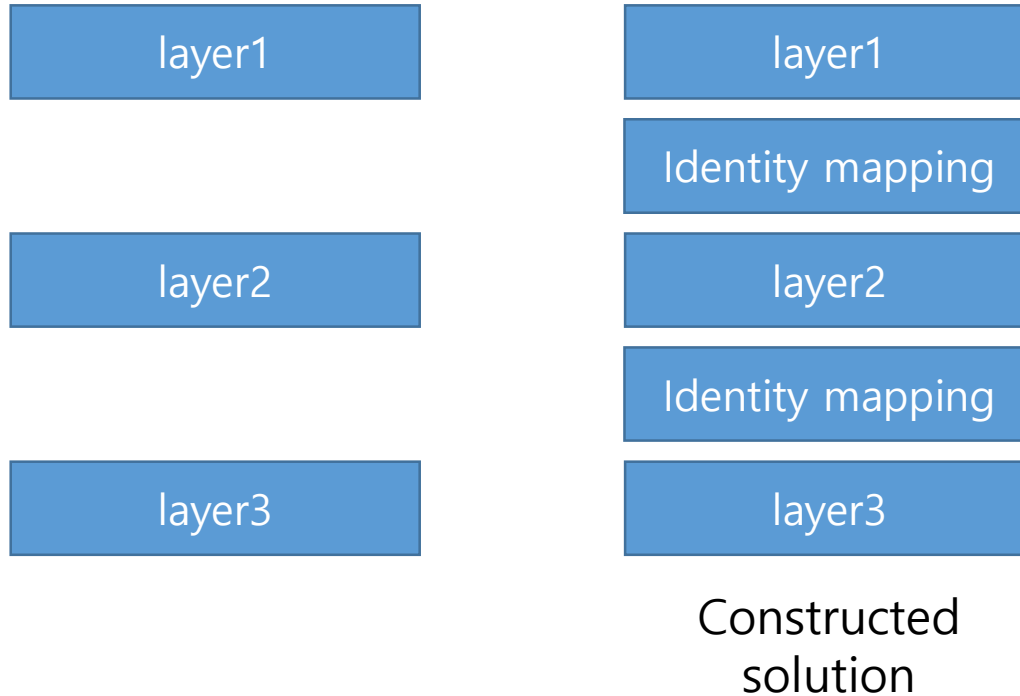 layer1
layer1
Identity mapping
layer2
layer2
Identity mapping
layer3
layer3
Constructed
solution